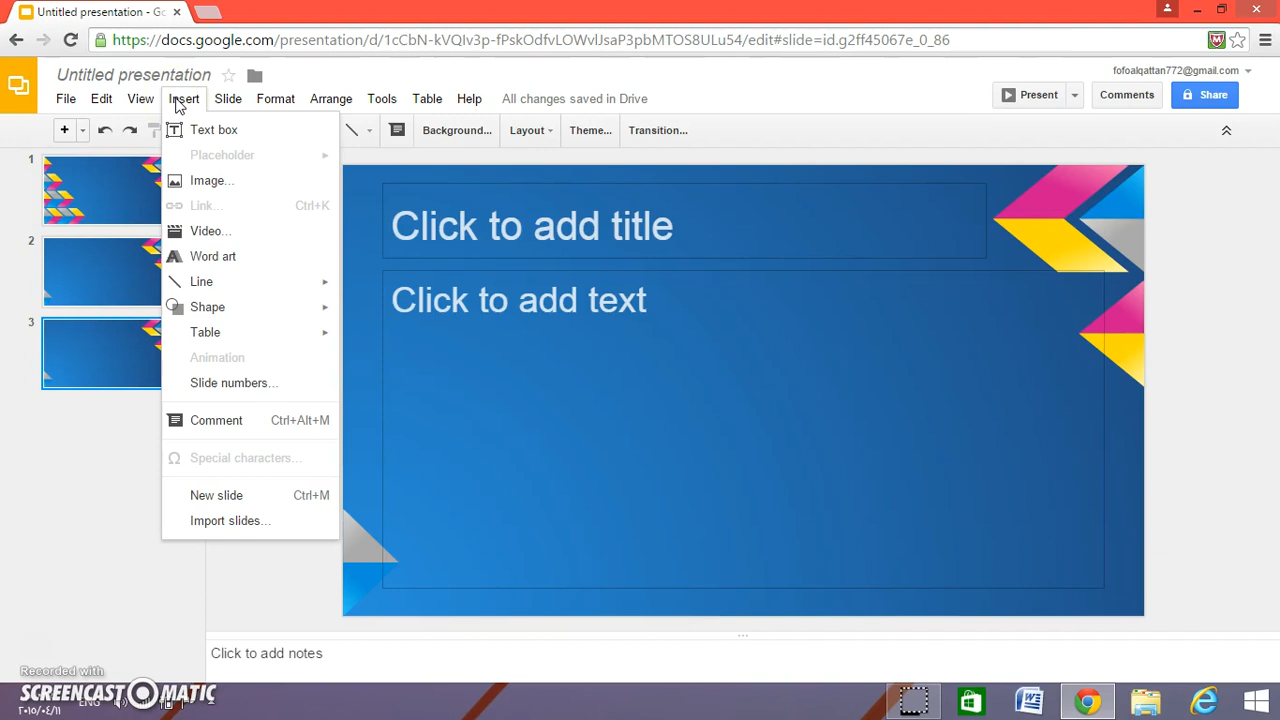 Untitled presentation - Go
https://docs.google.com/presentation/d/1cCbN-kVQIv3p-fPskOdfvLOWvlJsaP3pbMTOS8ULu54/edit#slide=id.g2ff45067e_0_86
Untitled presentation
fofoalqattan772@gmail.com
File Edit View Insert Slide Format Arrange Tools Table Help All changes saved in Drive
Present Comments Share
Background... Layout Theme... Transition...
Text box
Placeholder
Image...
Link... Ctrl+K
Video...
Word art
Line
Shape
Table
Animation
Slide numbers...
Comment Ctrl+Alt+M
Special characters...
New slide Ctrl+M
Import slides...
1
2
3
Click to add title
Click to add text
Click to add notes
Recorded with
SCREENCAST MATIC
ENG
٢٠١٥/٠٤/١١